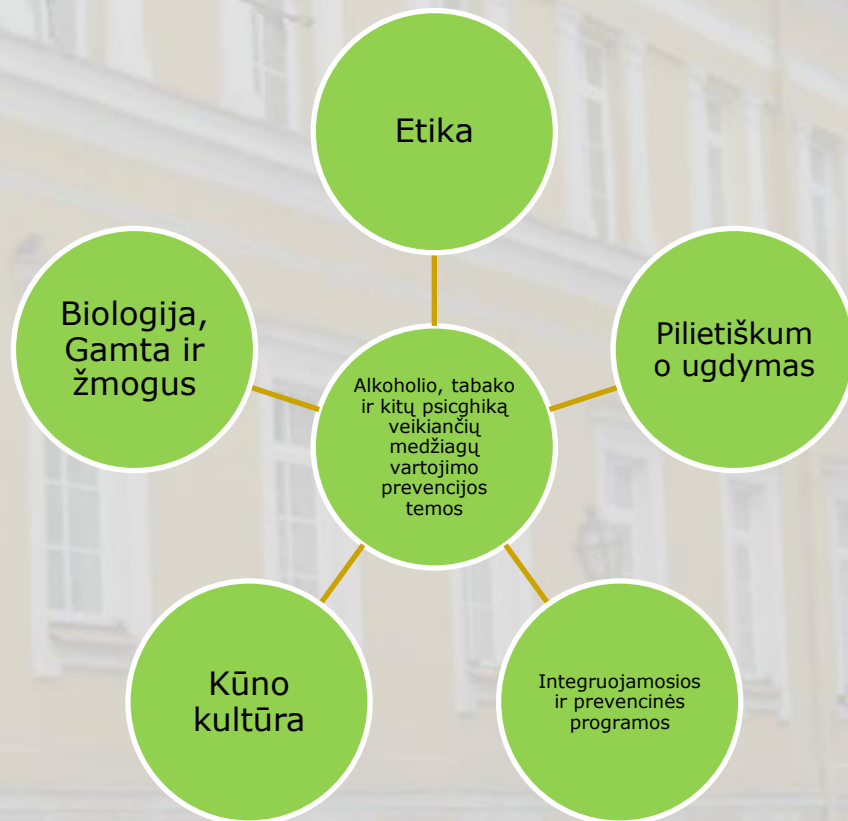 Etika
Biologija,
Gamta ir
žmogus
Pilietiškum
o ugdymas
Alkoholio, tabako
ir kitų psicghiką
veikiančių
medžiagų
vartojimo
prevencijos
temos
Kūno
kultūra
Integruojamosios
ir prevencinės
programos